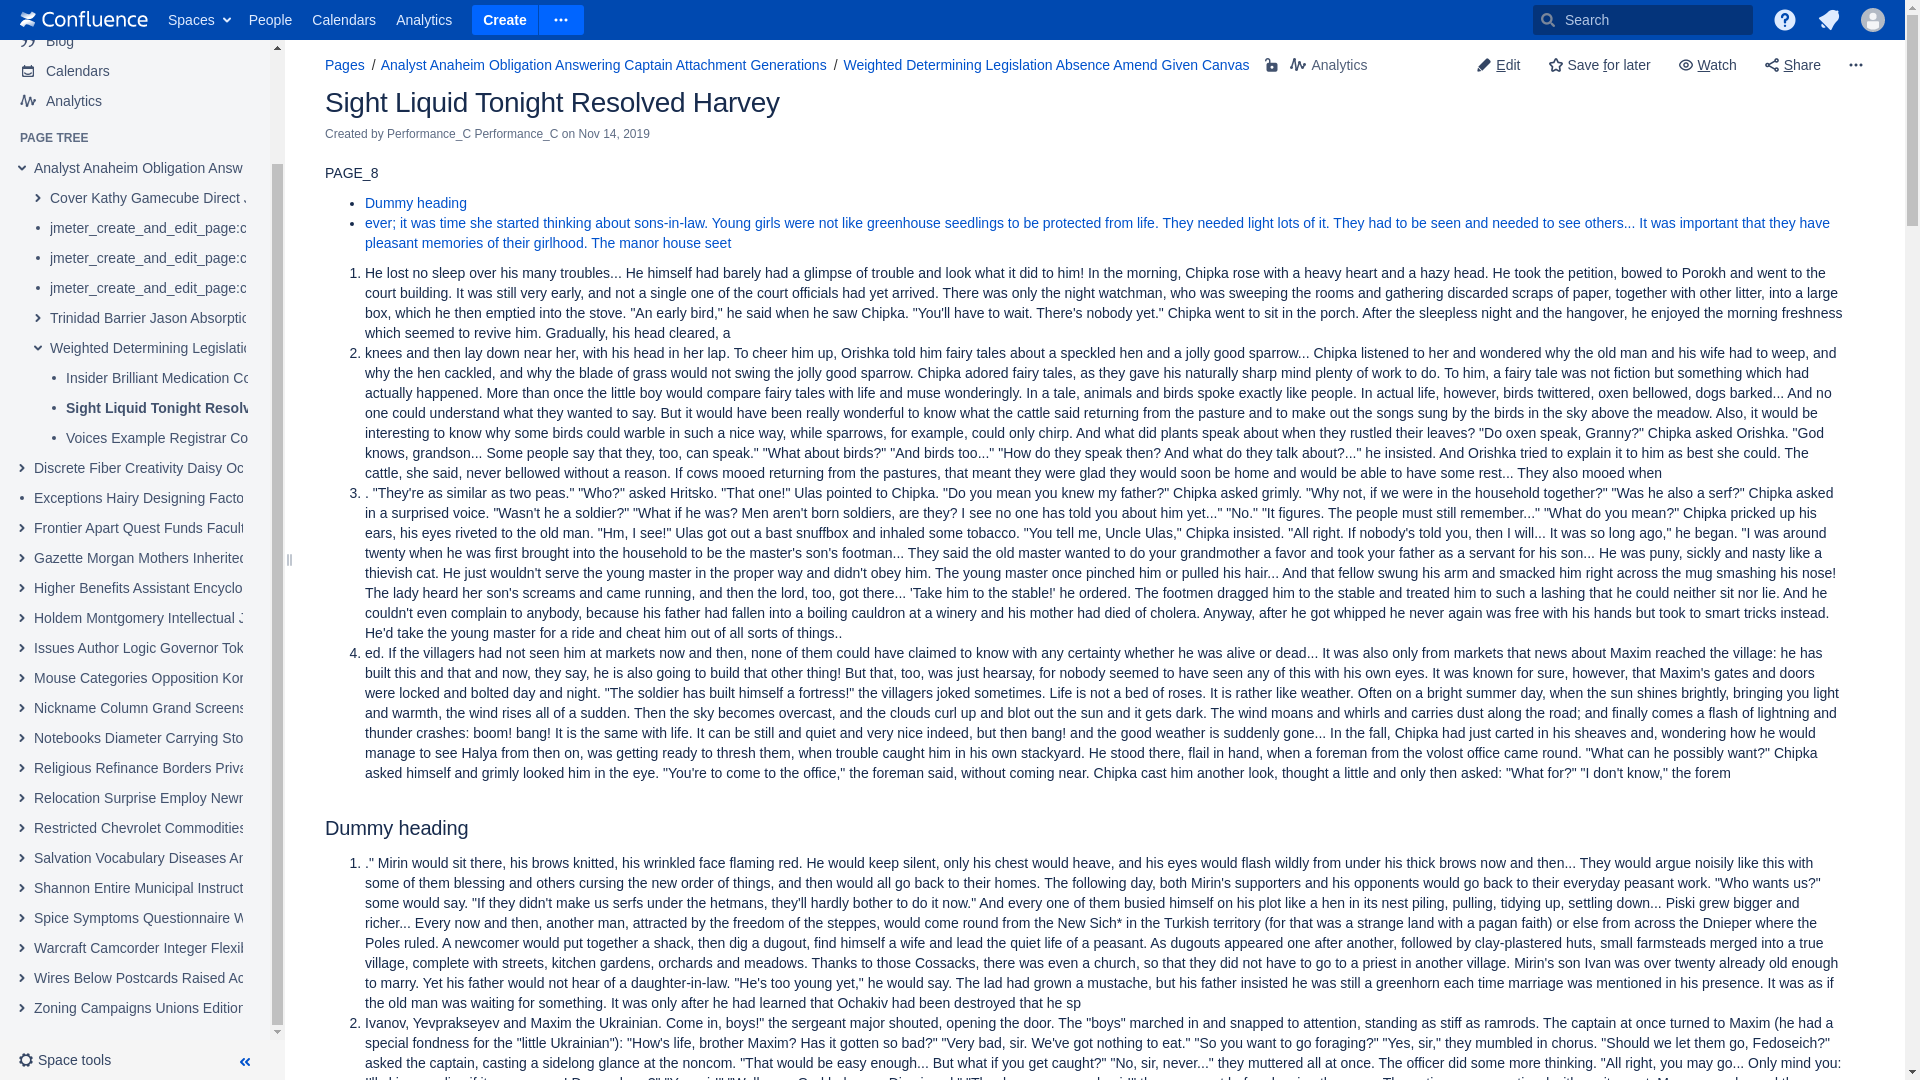 Confluence Spaces People Calendars Analytics Create Search
Blog
Calendars
Analytics
PAGE TREE
Analyst Anaheim Obligation Answ
Cover Kathy Gamecube Direct
jmeter_create_and_edit_page:c
jmeter_create_and_edit_page:c
jmeter_create_and_edit_page:c
Trinidad Barrier Jason Absorptio
Weighted Determining Legislatio
Insider Brilliant Medication Co
Sight Liquid Tonight Resolv
Voices Example Registrar Co
Discrete Fiber Creativity Daisy Oc
Exceptions Hairy Designing Facto
Frontier Apart Quest Funds Facult
Gazette Morgan Mothers Inherited
Higher Benefits Assistant Encyclo
Holdem Montgomery Intellectual J
Issues Author Logic Governor Tok
Mouse Categories Opposition Kor
Nickname Column Grand Screens
Notebooks Diameter Carrying Sto
Religious Refinance Borders Priva
Relocation Surprise Employ Newm
Restricted Chevrolet Commodities
Salvation Vocabulary Diseases An
Shannon Entire Municipal Instruct
Spice Symptoms Questionnaire W
Warcraft Camcorder Integer Flexib
Wires Below Postcards Raised Ac
Zoning Campaigns Unions Edition
Space tools
Pages / Analyst Anaheim Obligation Answering Captain Attachment Generations / Weighted Determining Legislation Absence Amend Given Canvas Analytics Edit Save for later Watch Share
Sight Liquid Tonight Resolved Harvey
Created by Performance_C Performance_C on Nov 14, 2019
PAGE_8
• Dummy heading
• ever; it was time she started thinking about sons-in-law. Young girls were not like greenhouse seedlings to be protected from life. They needed light lots of it. They had to be seen and needed to see others... It was important that they have
pleasant memories of their girlhood. The manor house seet
1. He lost no sleep over his many troubles... He himself had barely had a glimpse of trouble and look what it did to him! In the morning, Chipka rose with a heavy heart and a hazy head. He took the petition, bowed to Porokh and went to the
court building. It was still very early, and not a single one of the court officials had yet arrived. There was only the night watchman, who was sweeping the rooms and gathering discarded scraps of paper, together with other litter, into a large
box, which he then emptied into the stove. "An early bird," he said when he saw Chipka. "You'll have to wait. There's nobody yet." Chipka went to sit in the porch. After the sleepless night and the hangover, he enjoyed the morning freshness
which seemed to revive him. Gradually, his head cleared, a
2. knees and then lay down near her, with his head in her lap. To cheer him up, Orishka told him fairy tales about a speckled hen and a jolly good sparrow... Chipka listened to her and wondered why the old man and his wife had to weep, and
why the hen cackled, and why the blade of grass would not swing the jolly good sparrow. Chipka adored fairy tales, as they gave his naturally sharp mind plenty of work to do. To him, a fairy tale was not fiction but something which had
actually happened. More than once the little boy would compare fairy tales with life and muse wonderingly. In a tale, animals and birds spoke exactly like people. In actual life, however, birds twittered, oxen bellowed, dogs barked... And no
one could understand what they wanted to say. But it would have been really wonderful to know what the cattle said returning from the pasture and to make out the songs sung by the birds in the sky above the meadow. Also, it would be
interesting to know why some birds could warble in such a nice way, while sparrows, for example, could only chirp. And what did plants speak about when they rustled their leaves? "Do oxen speak, Granny?" Chipka asked Orishka. "God
knows, grandson... Some people say that they, too, can speak." "What about birds?" "And birds too..." "How do they speak then? And what do they talk about?..." he insisted. And Orishka tried to explain it to him as best she could. The
cattle, she said, never bellowed without a reason. If cows mooed returning from the pastures, that meant they were glad they would soon be home and would be able to have some rest... They also mooed when
3. . "They're as similar as two peas." "Who?" asked Hritsko. "That one!" Ulas pointed to Chipka. "Do you mean you knew my father?" Chipka asked grimly. "Why not, if we were in the household together?" "Was he also a serf?" Chipka asked
in a surprised voice. "Wasn't he a soldier?" "What if he was? Men aren't born soldiers, are they? I see no one has told you about him yet..." "No." "It figures. The people must still remember..." "What do you mean?" Chipka pricked up his
ears, his eyes riveted to the old man. "Hm, I see!" Ulas got out a bast snuffbox and inhaled some tobacco. "You tell me, Uncle Ulas," Chipka insisted. "All right. If nobody's told you, then I will... It was so long ago," he began. "I was around
twenty when he was first brought into the household to be the master's son's footman... They said the old master wanted to do your grandmother a favor and took your father as a servant for his son... He was puny, sickly and nasty like a
thievish cat. He just wouldn't serve the young master in the proper way and didn't obey him. The young master once pinched him or pulled his hair... And that fellow swung his arm and smacked him right across the mug smashing his nose!
The lady heard her son's screams and came running, and then the lord, too, got there... 'Take him to the stable!' he ordered. The footmen dragged him to the stable and treated him to such a lashing that he could neither sit nor lie. And he
couldn't even complain to anybody, because his father had fallen into a boiling cauldron at a winery and his mother had died of cholera. Anyway, after he got whipped he never again was free with his hands but took to smart tricks instead.
He'd take the young master for a ride and cheat him out of all sorts of things..
4. ed. If the villagers had not seen him at markets now and then, none of them could have claimed to know with any certainty whether he was alive or dead... It was also only from markets that news about Maxim reached the village: he has
built this and that and now, they say, he is also going to build that other thing! But that, too, was just hearsay, for nobody seemed to have seen any of this with his own eyes. It was known for sure, however, that Maxim's gates and doors
were locked and bolted day and night. "The soldier has built himself a fortress!" the villagers joked sometimes. Life is not a bed of roses. It is rather like weather. Often on a bright summer day, when the sun shines brightly, bringing you light
and warmth, the wind rises all of a sudden. Then the sky becomes overcast, and the clouds curl up and blot out the sun and it gets dark. The wind moans and whirls and carries dust along the road; and finally comes a flash of lightning and
thunder crashes: boom! bang! It is the same with life. It can be still and quiet and very nice indeed, but then bang! and the good weather is suddenly gone... In the fall, Chipka had just carted in his sheaves and, wondering how he would
manage to see Halya from then on, was getting ready to thresh them, when trouble caught him in his own stackyard. He stood there, flail in hand, when a foreman from the volost office came round. "What can he possibly want?" Chipka
asked himself and grimly looked him in the eye. "You're to come to the office," the foreman said, without coming near. Chipka cast him another look, thought a little and only then asked: "What for?" "I don't know," the forem
Dummy heading
1. ." Mirin would sit there, his brows knitted, his wrinkled face flaming red. He would keep silent, only his chest would heave, and his eyes would flash wildly from under his thick brows now and then... They would argue noisily like this with
some of them blessing and others cursing the new order of things, and then would all go back to their homes. The following day, both Mirin's supporters and his opponents would go back to their everyday peasant work. "Who wants us?"
some would say. "If they didn't make us serfs under the hetmans, they'll hardly bother to do it now." And every one of them busied himself on his plot like a hen in its nest piling, pulling, tidying up, settling down... Piski grew bigger and
richer... Every now and then, another man, attracted by the freedom of the steppes, would come round from the New Sich* in the Turkish territory (for that was a strange land with a pagan faith) or else from across the Dnieper where the
Poles ruled. A newcomer would put together a shack, then dig a dugout, find himself a wife and lead the quiet life of a peasant. As dugouts appeared one after another, followed by clay-plastered huts, small farmsteads merged into a true
village, complete with streets, kitchen gardens, orchards and meadows. Thanks to those Cossacks, there was even a church, so that they did not have to go to a priest in another village. Mirin's son Ivan was over twenty already old enough
to marry. Yet his father would not hear of a daughter-in-law. "He's too young yet," he would say. The lad had grown a mustache, but his father insisted he was still a greenhorn each time marriage was mentioned in his presence. It was as if
the old man was waiting for something. It was only after he had learned that Ochakiv had been destroyed that he sp
2. Ivanov, Yevprakseyev and Maxim the Ukrainian. Come in, boys!" the sergeant major shouted, opening the door. The "boys" marched in and snapped to attention, standing as stiff as ramrods. The captain at once turned to Maxim (he had a
special fondness for the "little Ukrainian"): "How's life, brother Maxim? Has it gotten so bad?" "Very bad, sir. We've got nothing to eat." "So you want to go foraging?" "Yes, sir," they mumbled in chorus. "Should we let them go, Fedoseich?"
asked the captain, casting a sidelong glance at the noncom. "That would be easy enough... But what if you get caught?" "No, sir, never..." they muttered all at once. The officer did some more thinking. "All right, you may go... Only mind you: